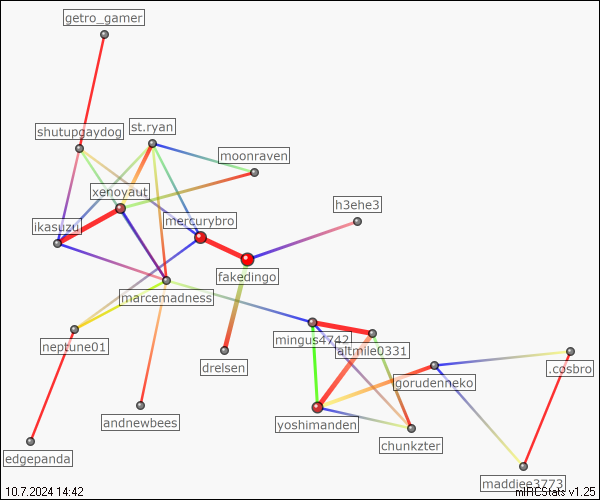 getro_gamer
shutupgaydog
st.ryan
moonraven
xenoyaut
h3ehe3
mercurybro
ikasuzu
fakedingo
marcemadness
mingus4742
altmile0331
neptune01
drelsen
gorudenneko
.cosbro
andnewbees
yoshimanden
chunkzter
edgepanda
maddiee3773
10.7.2024 14:42
mIRCStats v1.25